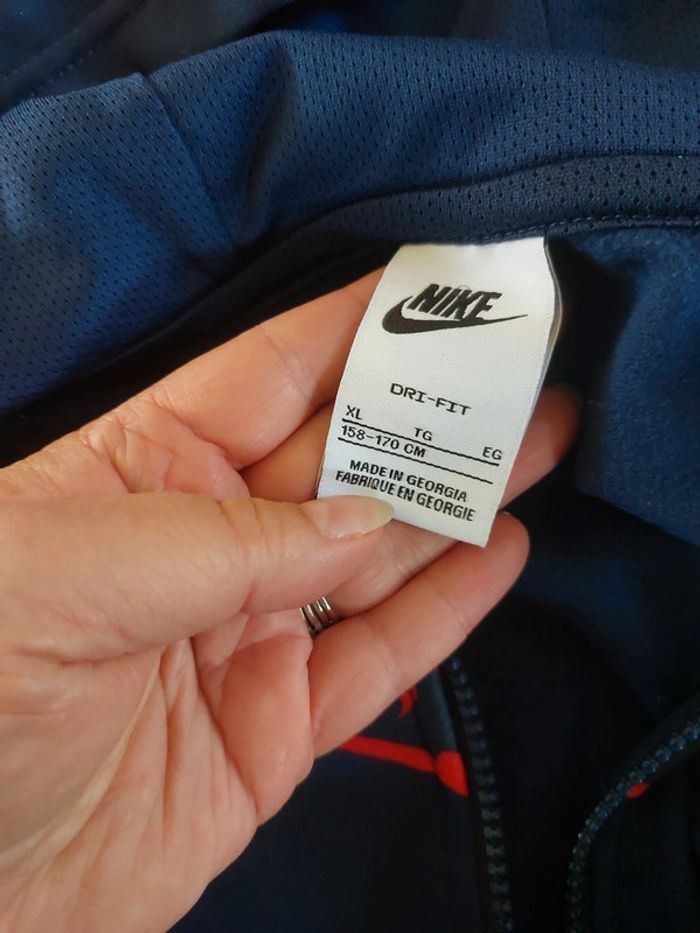 NIKE
DRI-FIT
XL TG EG
158-170 CM
MADE IN GEORGIA
FABRIQUE EN GEORGIE